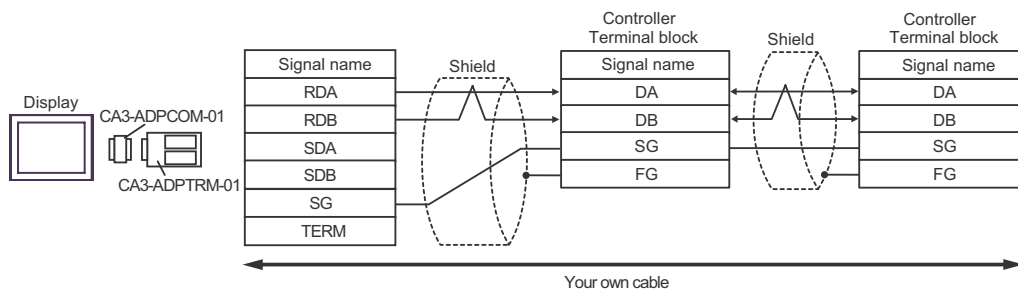 Display
CA3-ADPCOM-01
CA3-ADPTRM-01
Signal name
RDA
RDB
SDA
SDB
SG
TERM
Shield
Controller
Terminal block
Signal name
DA
DB
SG
FG
Shield
Controller
Terminal block
Signal name
DA
DB
SG
FG
Your own cable